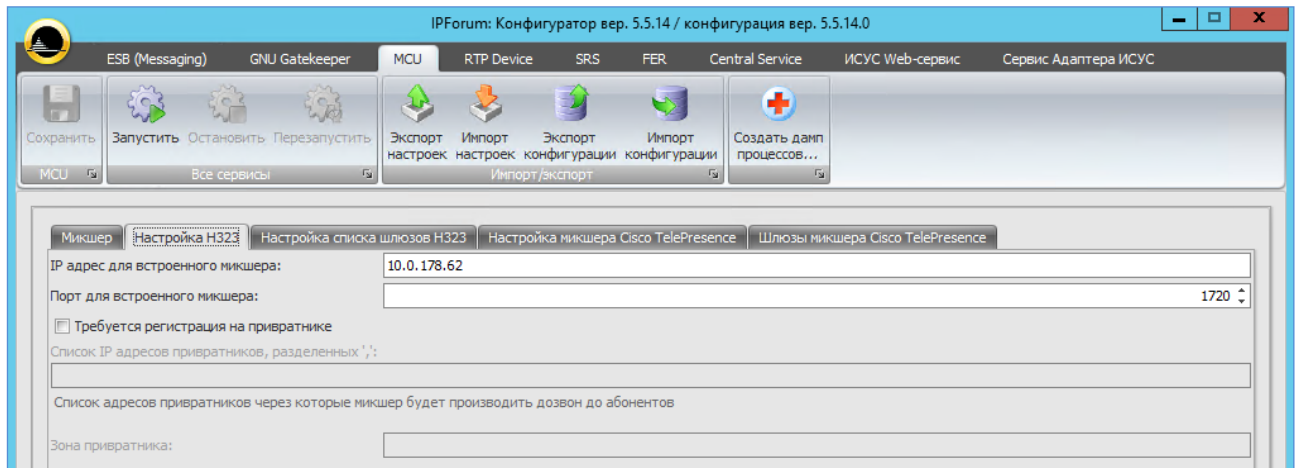 IPForum: Конфигуратор вер. 5.5.14 / конфигурация вер. 5.5.14.0
ESB (Messaging) GNU Gatekeeper MCU RTP Device SRS FER Central Service ИСУС Web-сервис Сервис Адаптера ИСУС
Сохранить Запустить Остановить Перезапустить Экспорт настроек Импорт настроек Экспорт конфигурации Импорт конфигурации Создать дамп процессов...
MCU Все сервисы Импорт/экспорт
Микшер Настройка H323 Настройка списка шлюзов H323 Настройка микшера Cisco TelePresence Шлюзы микшера Cisco TelePresence
IP адрес для встроенного микшера: 10.0.178.62
Порт для встроенного микшера: 1720
Требуется регистрация на привратнике
Список IP адресов привратников, разделенных ',':
Список адресов привратников через которые микшер будет производить дозвон до абонентов
Зона привратника: